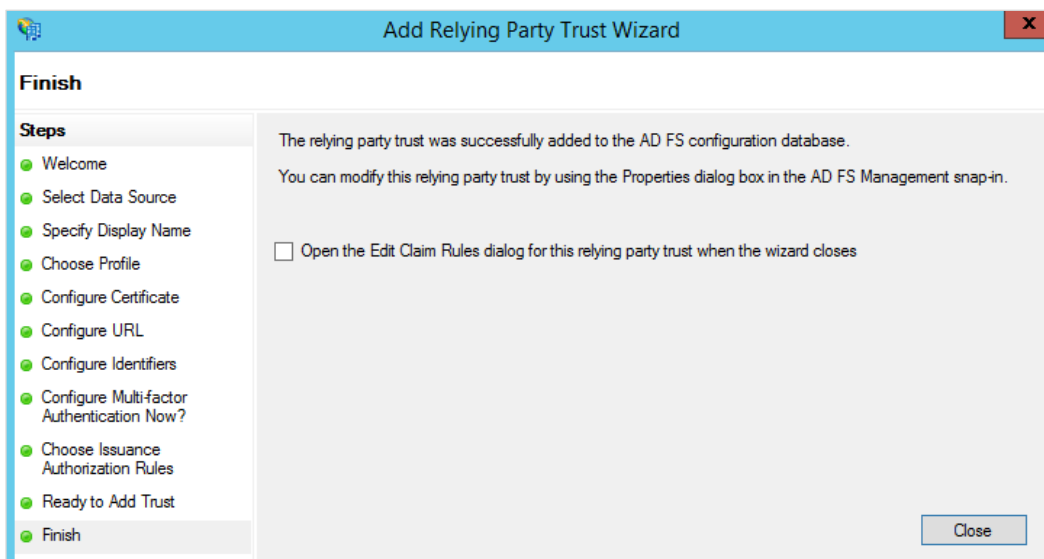 Add Relying Party Trust Wizard
x
Finish
Steps
Welcome
Select Data Source
Specify Display Name
Choose Profile
Configure Certificate
Configure URL
Configure Identifiers
Configure Multi-factor
Authentication Now?
Choose Issuance
Authorization Rules
Ready to Add Trust
Finish
The relying party trust was successfully added to the AD FS configuration database.
You can modify this relying party trust by using the Properties dialog box in the AD FS Management snap-in.
Open the Edit Claim Rules dialog for this relying party trust when the wizard closes
Close